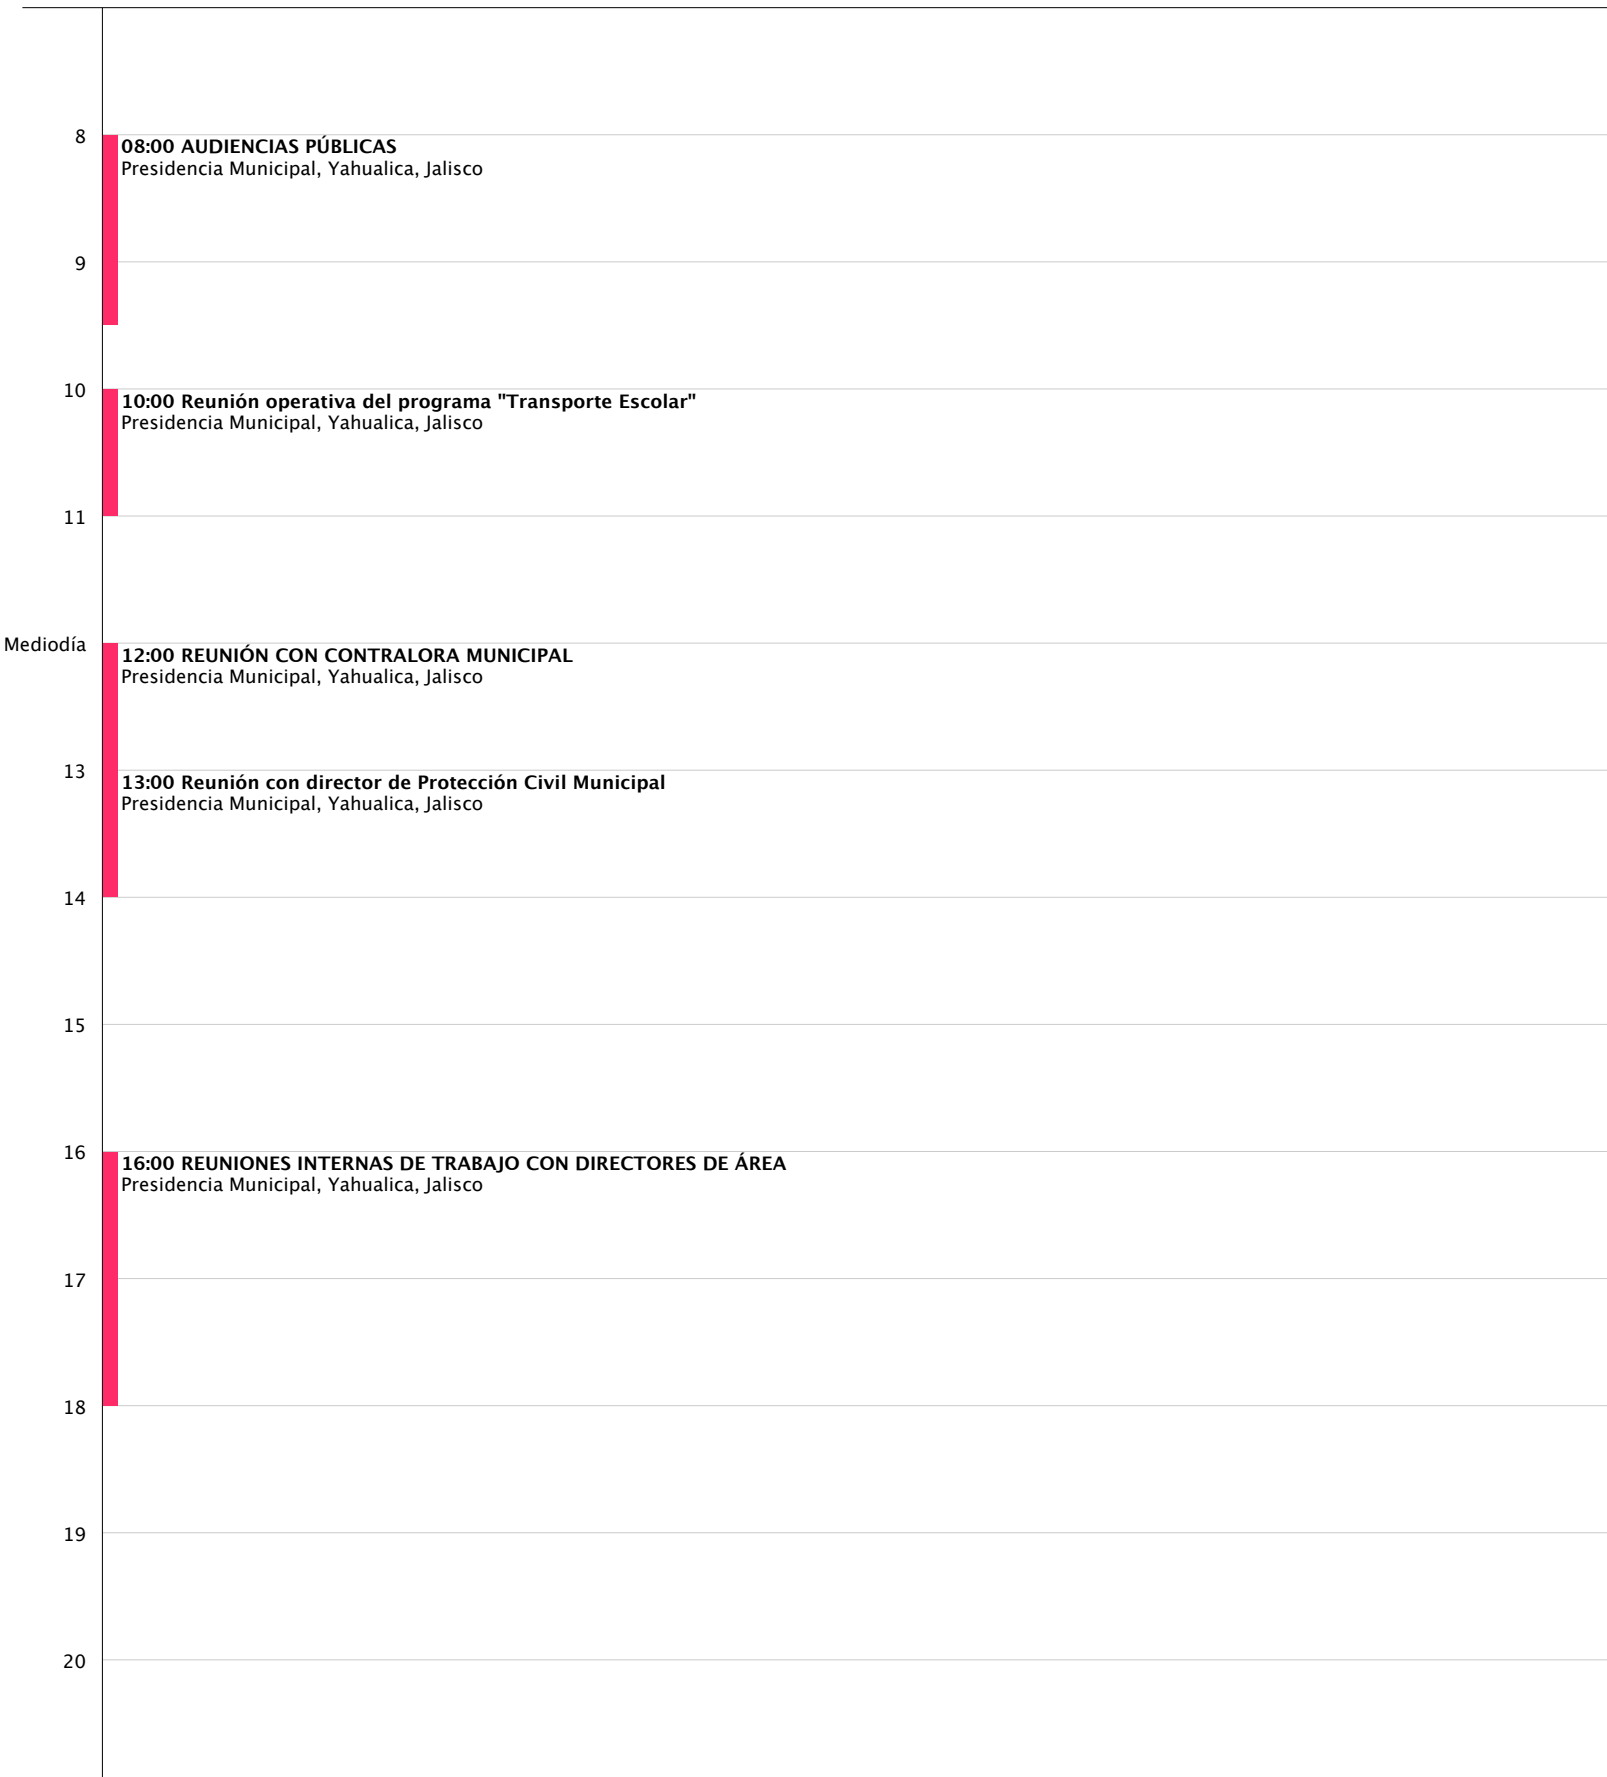 8
08:00 AUDIENCIAS PÚBLICAS
Presidencia Municipal, Yahualica, Jalisco
9
10
10:00 Reunión operativa del programa "Transporte Escolar"
Presidencia Municipal, Yahualica, Jalisco
11
Mediodía
12:00 REUNIÓN CON CONTRALORA MUNICIPAL
Presidencia Municipal, Yahualica, Jalisco
13
13:00 Reunión con director de Protección Civil Municipal
Presidencia Municipal, Yahualica, Jalisco
14
15
16
16:00 REUNIONES INTERNAS DE TRABAJO CON DIRECTORES DE ÁREA
Presidencia Municipal, Yahualica, Jalisco
17
18
19
20